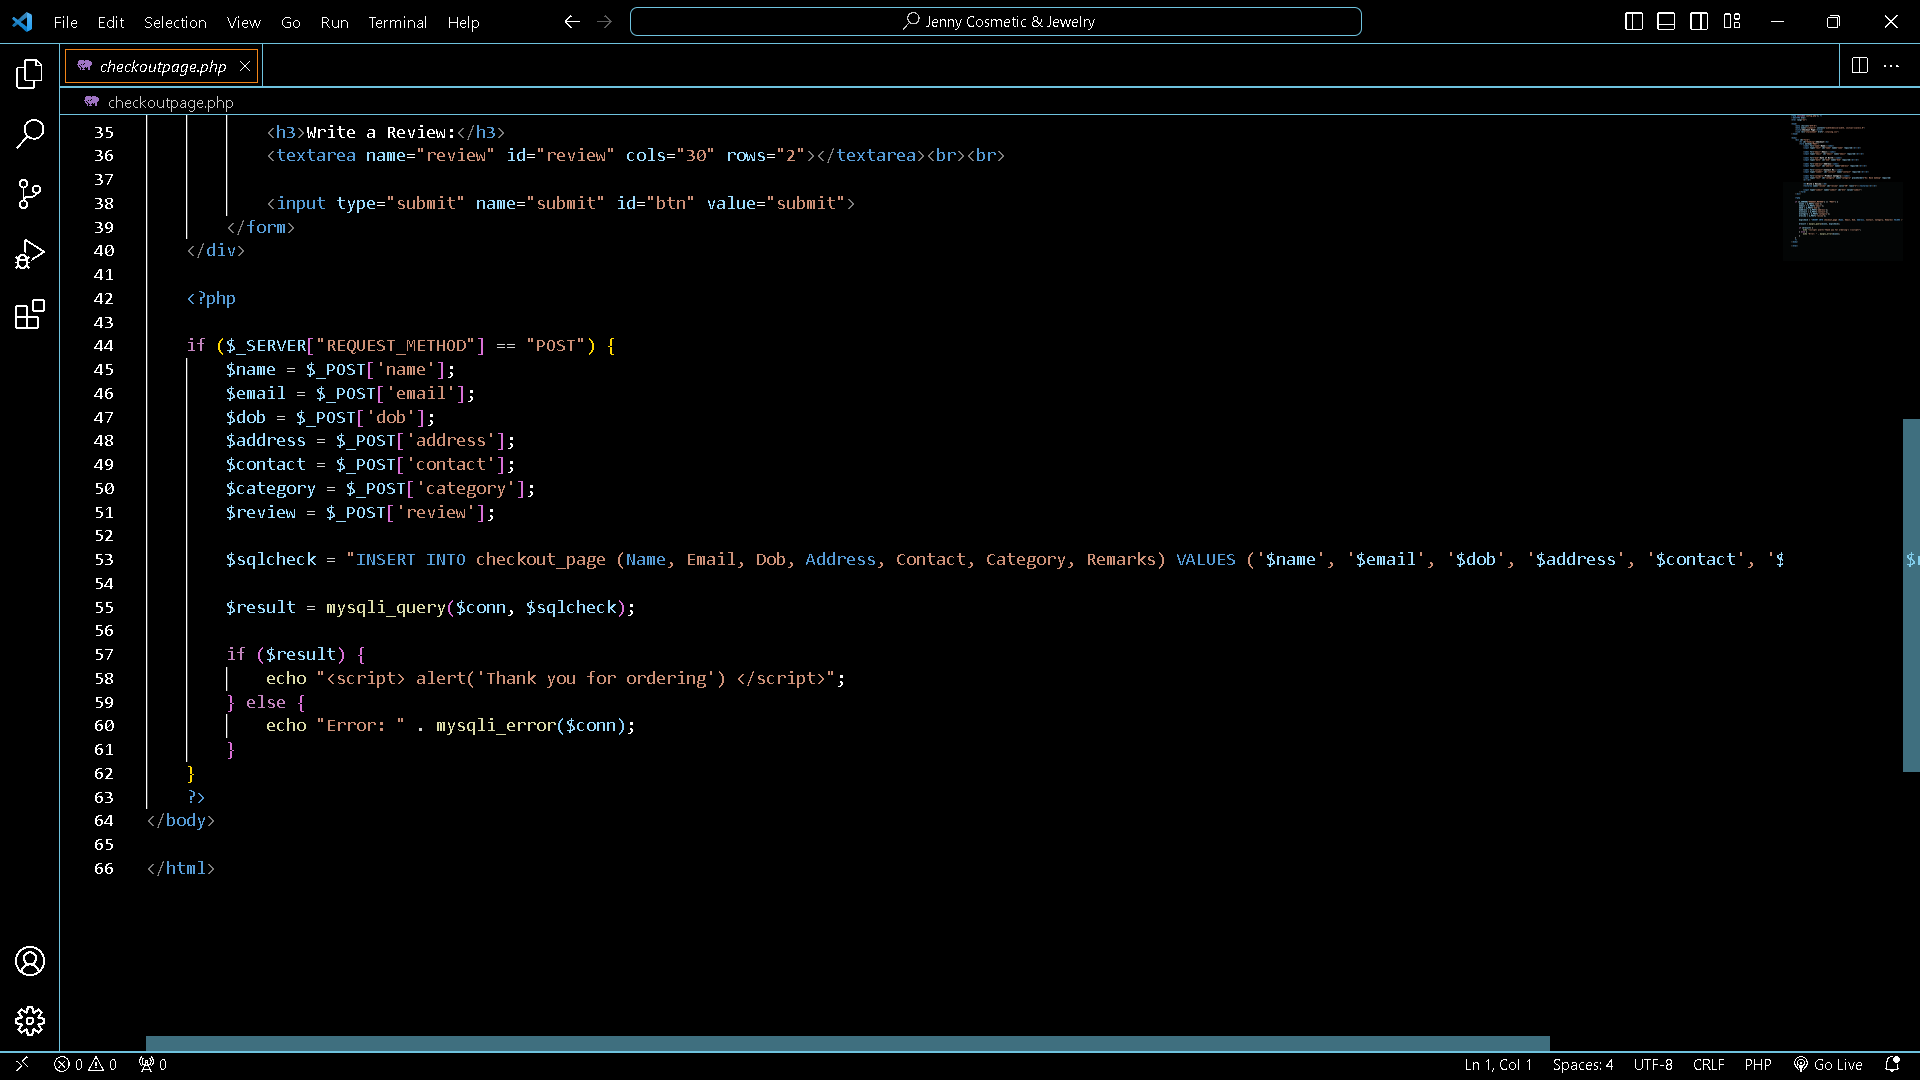 File Edit Selection View Go Run Terminal Help
Jenny Cosmetic & Jewelry
checkoutpage.php
checkoutpage.php
35 <h3>Write a Review:</h3>
36 <textarea name="review" id="review" cols="30" rows="2"></textarea><br><br>
37
38 <input type="submit" name="submit" id="btn" value="submit">
39 </form>
40 </div>
41
42 <?php
43
44 if ($_SERVER["REQUEST_METHOD"] == "POST") {
45 $name = $_POST['name'];
46 $email = $_POST['email'];
47 $dob = $_POST['dob'];
48 $address = $_POST['address'];
49 $contact = $_POST['contact'];
50 $category = $_POST['category'];
51 $review = $_POST['review'];
52
53 $sqlcheck = "INSERT INTO checkout_page (Name, Email, Dob, Address, Contact, Category, Remarks) VALUES ('$name', '$email', '$dob', '$address', '$contact', '$
54
55 $result = mysqli_query($conn, $sqlcheck);
56
57 if ($result) {
58 echo "<script> alert('Thank you for ordering') </script>";
59 } else {
60 echo "Error: " . mysqli_error($conn);
61 }
62 }
63 ?>
64 </body>
65
66 </html>
0 0 0
Ln 1, Col 1 Spaces: 4 UTF-8 CRLF PHP Go Live